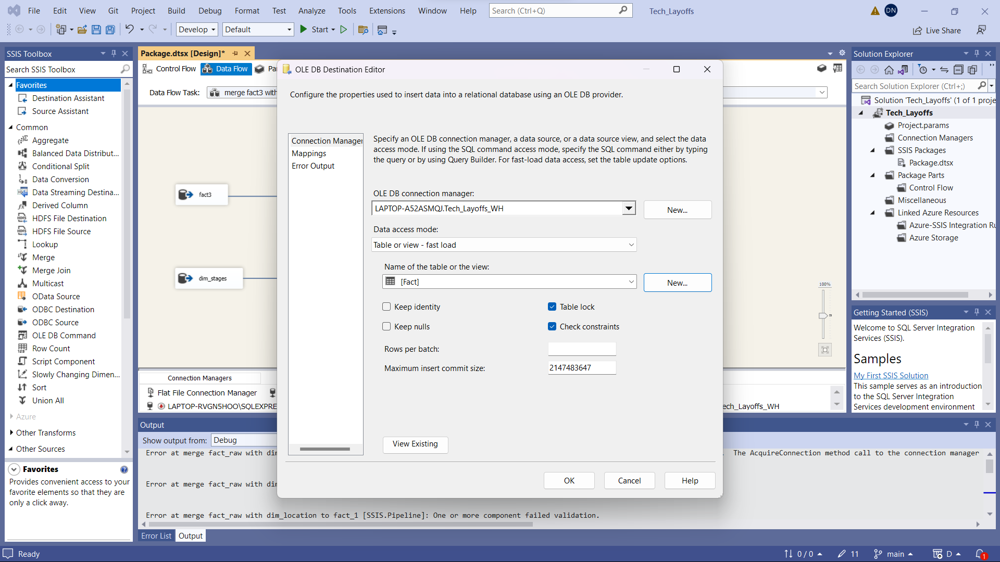 File Edit View Git Project Build Debug Format Test Analyze Tools Extensions Window Help Search (Ctrl+Q) Tech_Layoffs DN
Develop Default Start Live Share
SSIS Toolbox
Search SSIS Toolbox
Favorites
Destination Assistant
Source Assistant
Common
Aggregate
Balanced Data Distribut...
Conditional Split
Data Conversion
Data Streaming Destina...
Derived Column
HDFS File Destination
HDFS File Source
Lookup
Merge
Merge Join
Multicast
OData Source
ODBC Destination
ODBC Source
OLE DB Command
Row Count
Script Component
Slowly Changing Dimen...
Sort
Union All
Azure
Other Transforms
Other Sources
Favorites
Provides convenient access to your
favorite elements so that they are
only a click away.
Package.dtsx [Design]*
Control Flow Data Flow Pa
Data Flow Task: merge fact3 with
fact3
dim_stages
100%
Connection Managers
Flat File Connection Manager
LAPTOP-RVGN5HOO\SQLEXPRE
ech_Layoffs_WH
OLE DB Destination Editor
Configure the properties used to insert data into a relational database using an OLE DB provider.
Connection Manager
Mappings
Error Output
Specify an OLE DB connection manager, a data source, or a data source view, and select the data
access mode. If using the SQL command access mode, specify the SQL command either by typing
the query or by using Query Builder. For fast-load data access, set the table update options.
OLE DB connection manager:
LAPTOP-A52ASMQJ.Tech_Layoffs_WH New...
Data access mode:
Table or view - fast load
Name of the table or the view:
[Fact] New...
Keep identity Table lock
Keep nulls Check constraints
Rows per batch:
Maximum insert commit size: 2147483647
View Existing
OK Cancel Help
Output
Show output from: Debug
Error at merge fact_raw with di . The AcquireConnection method call to the connection manager
Error at merge fact_raw with di
Error at merge fact_raw with dim_location to fact_1 [SSIS.Pipeline]: One or more component failed validation.
Error List Output
Solution Explorer
Search Solution Explorer (Ctrl+;)
Solution 'Tech_Layoffs' (1 of 1 proje
Tech_Layoffs
Project.params
Connection Managers
SSIS Packages
Package.dtsx
Package Parts
Control Flow
Miscellaneous
Linked Azure Resources
Azure-SSIS Integration Ru
Azure Storage
Getting Started (SSIS)
Welcome to SQL Server Integration
Services (SSIS).
Samples
My First SSIS Solution
This sample serves as an introduction
to the SQL Server Integration
Services development environment
Ready 0 / 0 11 main D 1